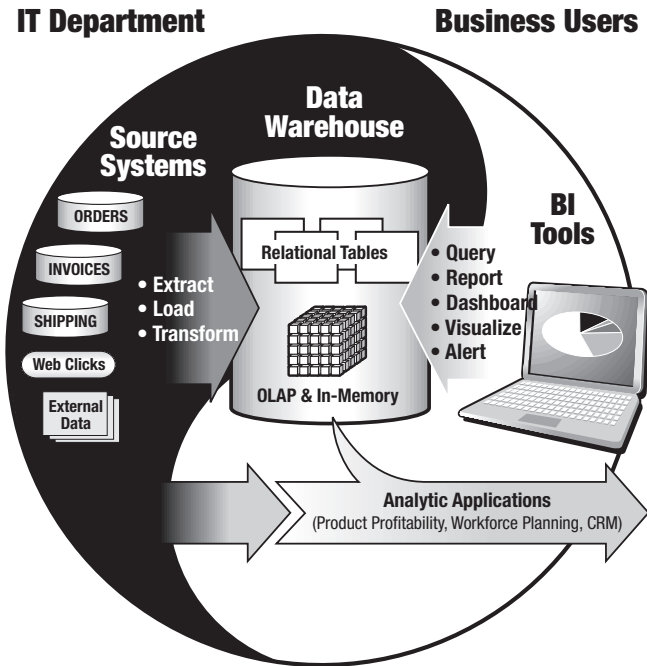 IT Department
Business Users
Data
Warehouse
Source
Systems
ORDERS
INVOICES
SHIPPING
Web Clicks
External
Data
• Extract
• Load
• Transform
Relational Tables
OLAP & In-Memory
BI
Tools
• Query
• Report
• Dashboard
• Visualize
• Alert
Analytic Applications
(Product Profitability, Workforce Planning, CRM)